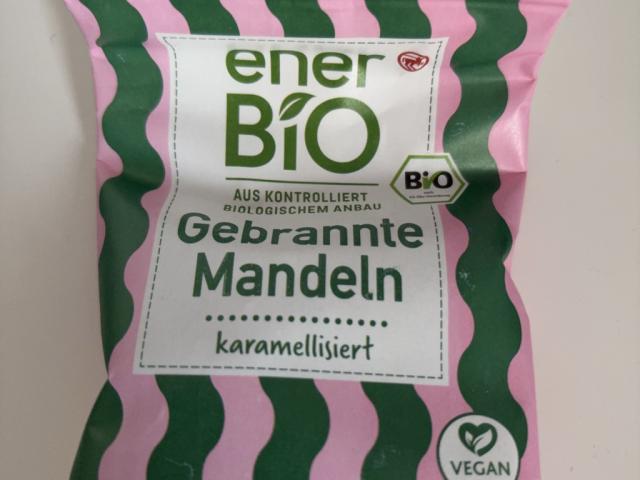 ener
BiO
AUS KONTROLLIERT
BIOLOGISCHEM ANBAU
BiO
Gebrannte
Mandeln
karamellisiert
VEGAN